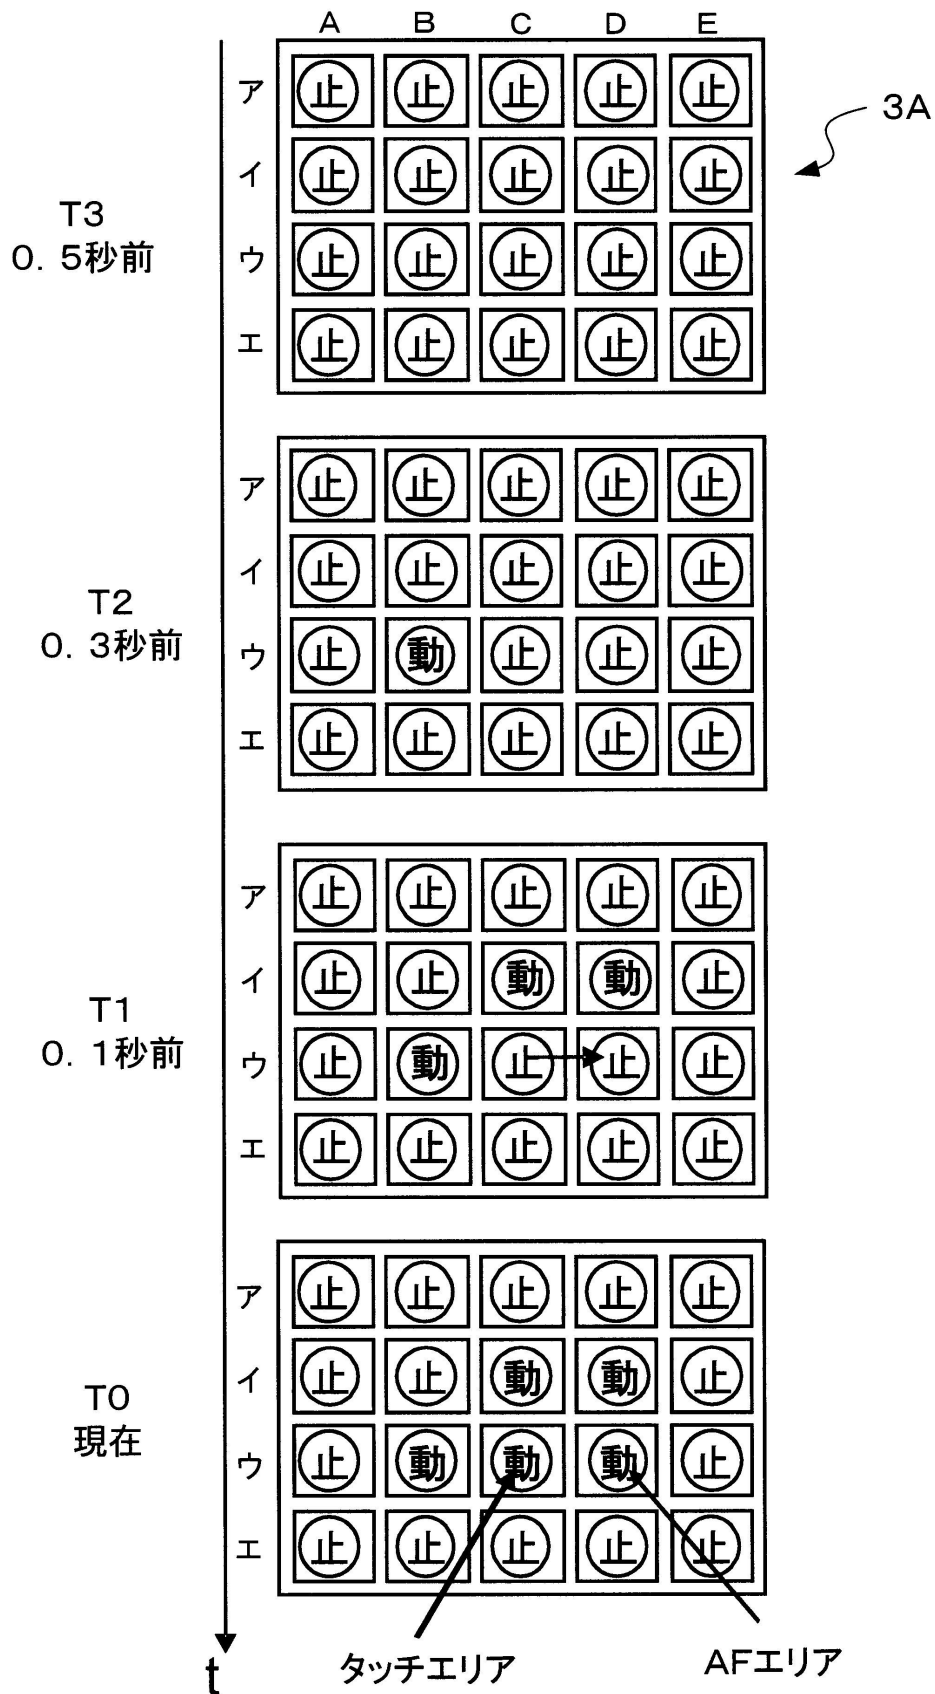 A B C D E
ア 止 止 止 止 止
3A
イ 止 止 止 止 止
T3
0.5秒前
ウ 止 止 止 止 止
エ 止 止 止 止 止
ア 止 止 止 止 止
イ 止 止 止 止 止
T2
0.3秒前
ウ 止 動 止 止 止
エ 止 止 止 止 止
ア 止 止 止 止 止
イ 止 止 動 動 止
T1
0.1秒前
ウ 止 動 止 止 止
エ 止 止 止 止 止
ア 止 止 止 止 止
イ 止 止 動 動 止
T0
現在
ウ 止 動 動 動 止
エ 止 止 止 止 止
t
タッチエリア
AFエリア